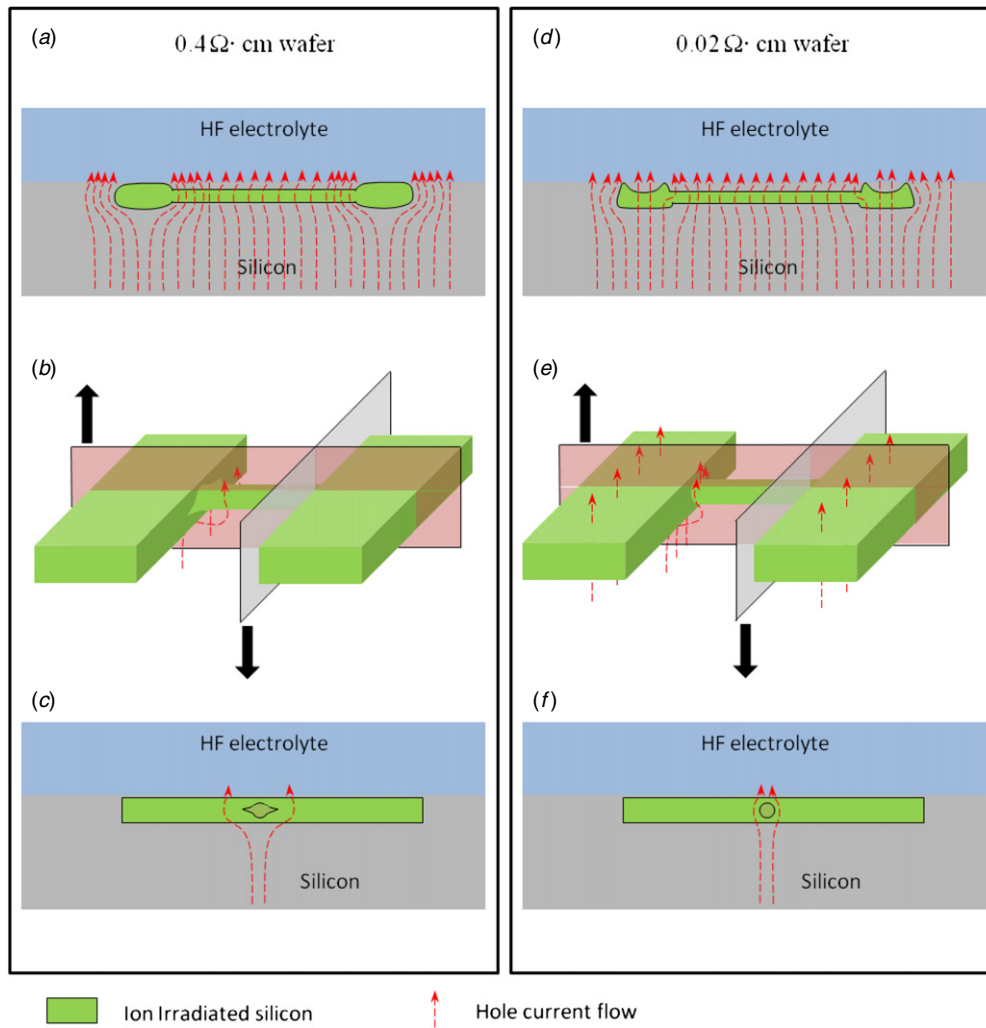 (a)
0.4 Ω· cm wafer
HF electrolyte
Silicon
(b)
(c)
HF electrolyte
Silicon
(d)
0.02 Ω· cm wafer
HF electrolyte
Silicon
(e)
(f)
HF electrolyte
Silicon
Ion Irradiated silicon
Hole current flow